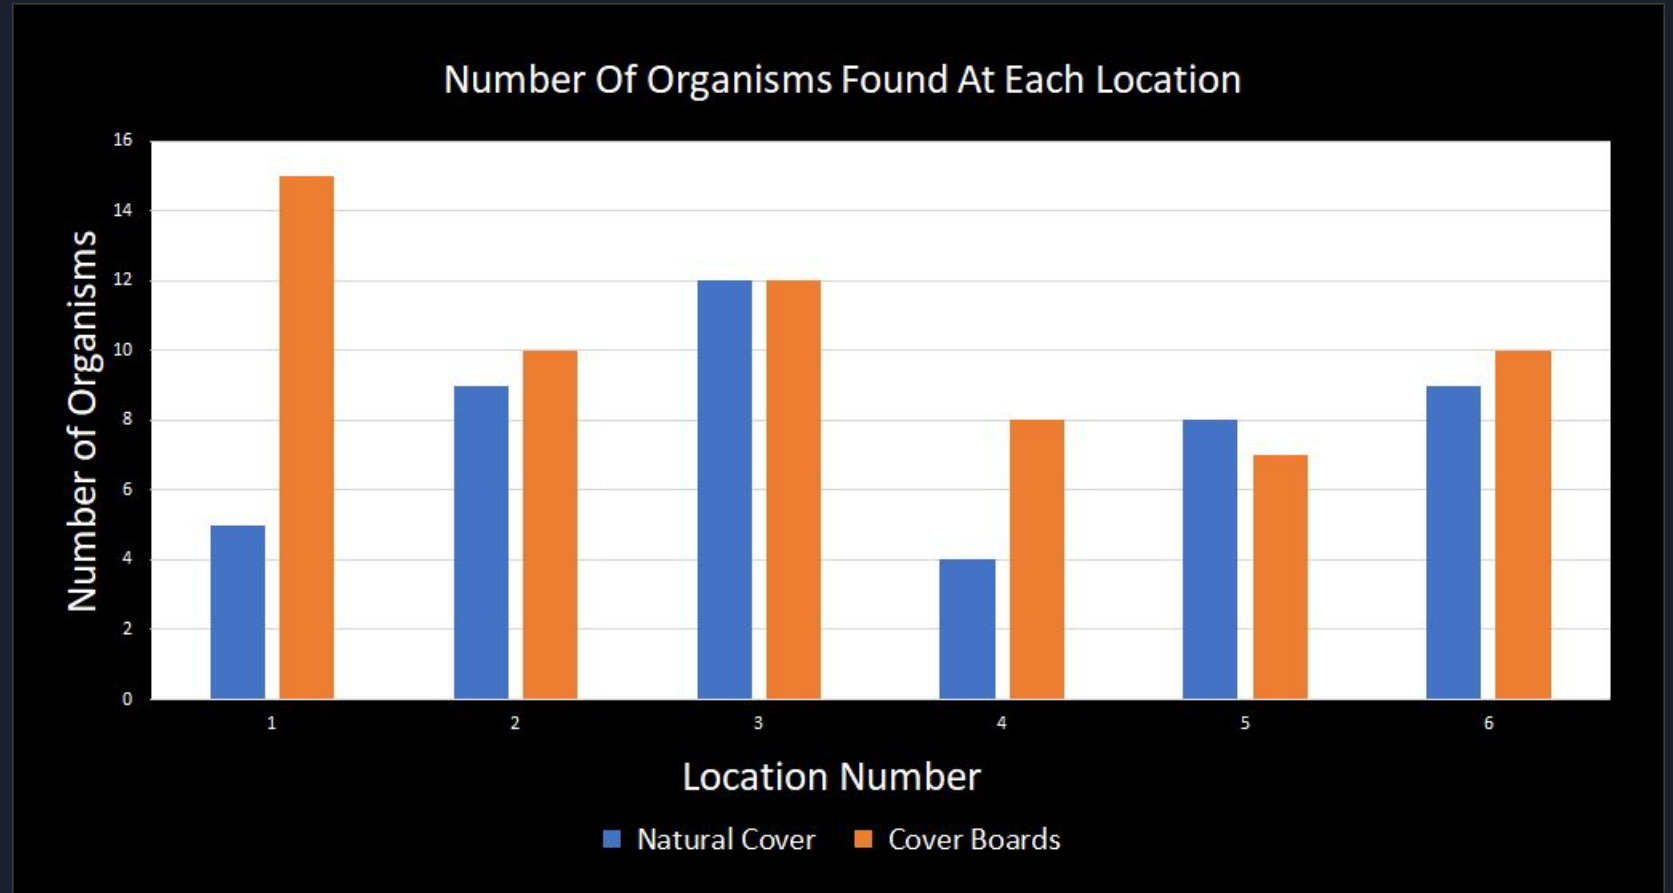 Number Of Organisms Found At Each Location
Number of Organisms
16
14
12
10
8
6
4
2
0
1 2 3 4 5 6
Location Number
Natural Cover Cover Boards